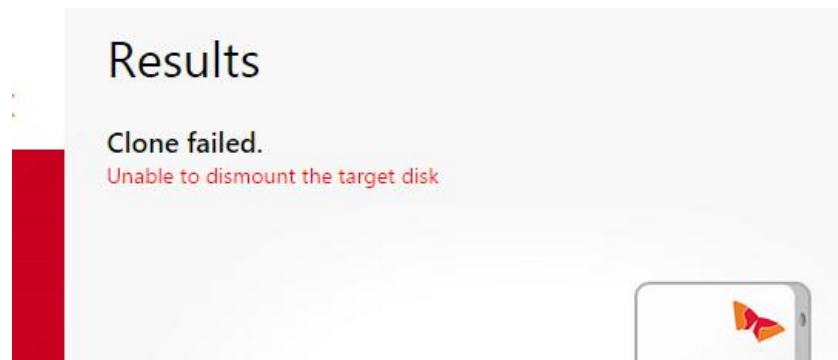 Results
Clone failed.
Unable to dismount the target disk